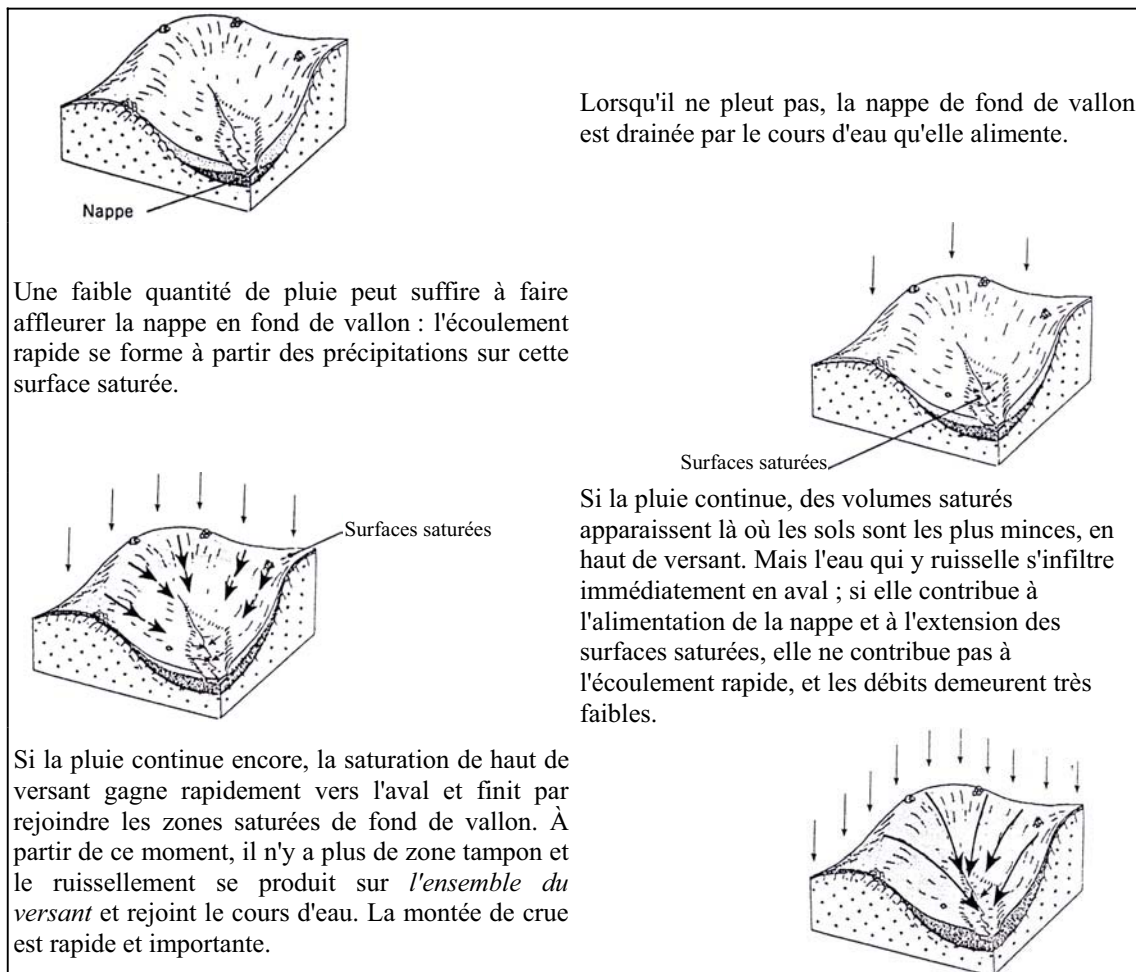 Nappe
Lorsqu'il ne pleut pas, la nappe de fond de vallon
est drainée par le cours d'eau qu'elle alimente.
Une faible quantité de pluie peut suffire à faire
affleurer la nappe en fond de vallon : l'écoulement
rapide se forme à partir des précipitations sur cette
surface saturée.
Surfaces saturées
Surfaces saturées
Si la pluie continue, des volumes saturés
apparaissent là où les sols sont les plus minces, en
haut de versant. Mais l'eau qui y ruisselle s'infiltre
immédiatement en aval ; si elle contribue à
l'alimentation de la nappe et à l'extension des
surfaces saturées, elle ne contribue pas à
l'écoulement rapide, et les débits demeurent très
faibles.
Si la pluie continue encore, la saturation de haut de
versant gagne rapidement vers l'aval et finit par
rejoindre les zones saturées de fond de vallon. À
partir de ce moment, il n'y a plus de zone tampon et
le ruissellement se produit sur l'ensemble du
versant et rejoint le cours d'eau. La montée de crue
est rapide et importante.